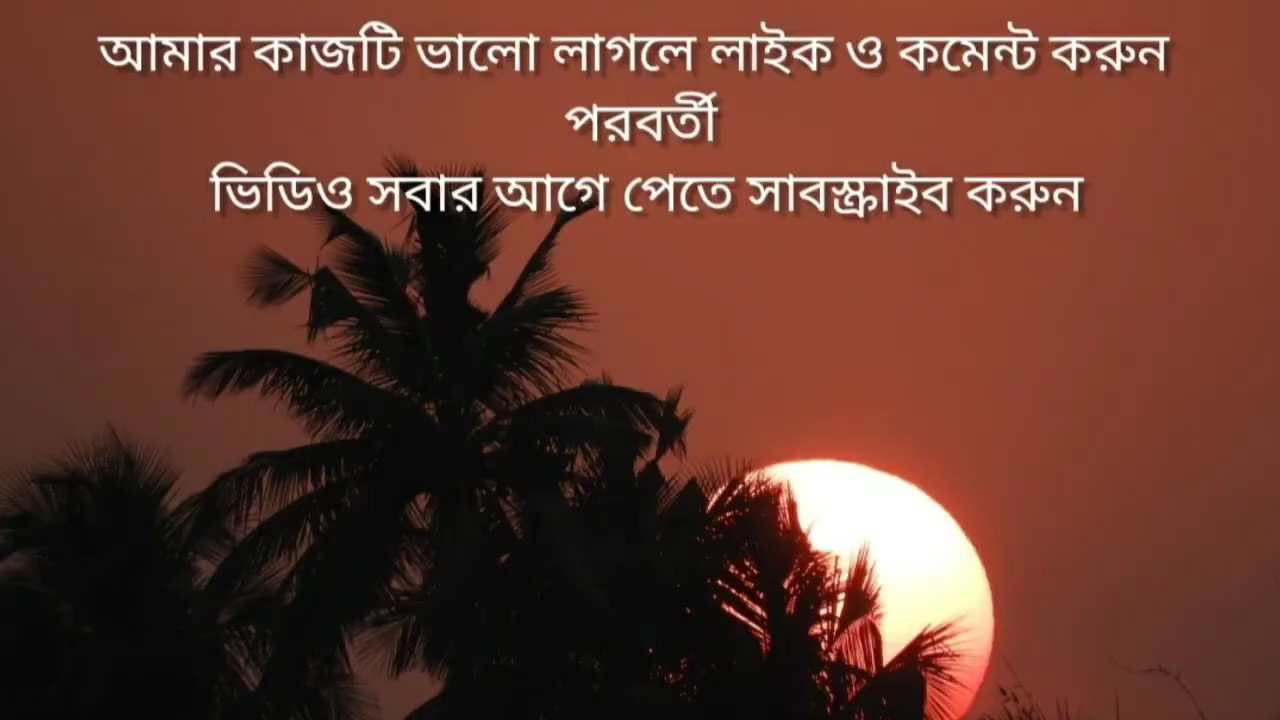 আমার কাজটি ভালো লাগলে লাইক ও কমেন্ট করুন
পরবর্তী
ভিডিও সবার আগে পেতে সাবস্ক্রাইব করুন